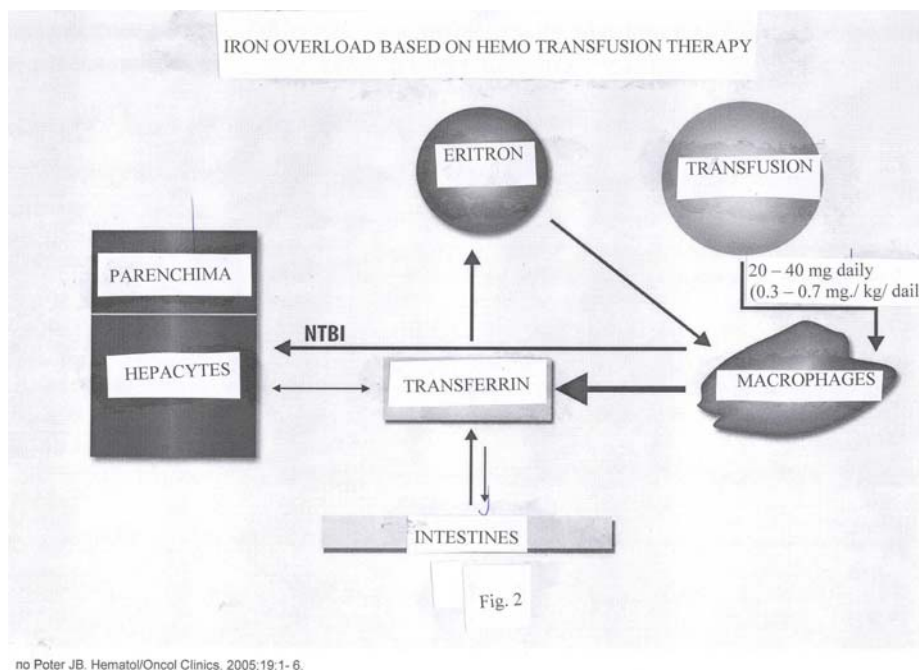 IRON OVERLOAD BASED ON HEMO TRANSFUSION THERAPY
ERITRON
TRANSFUSION
PARENCHIMA
20 – 40 mg daily
(0.3 – 0.7 mg./ kg/ dail
NTBI
HEPACYTES
TRANSFERRIN
MACROPHAGES
INTESTINES
Fig. 2
no Poter JB. Hematol/Oncol Clinics. 2005;19:1- 6.